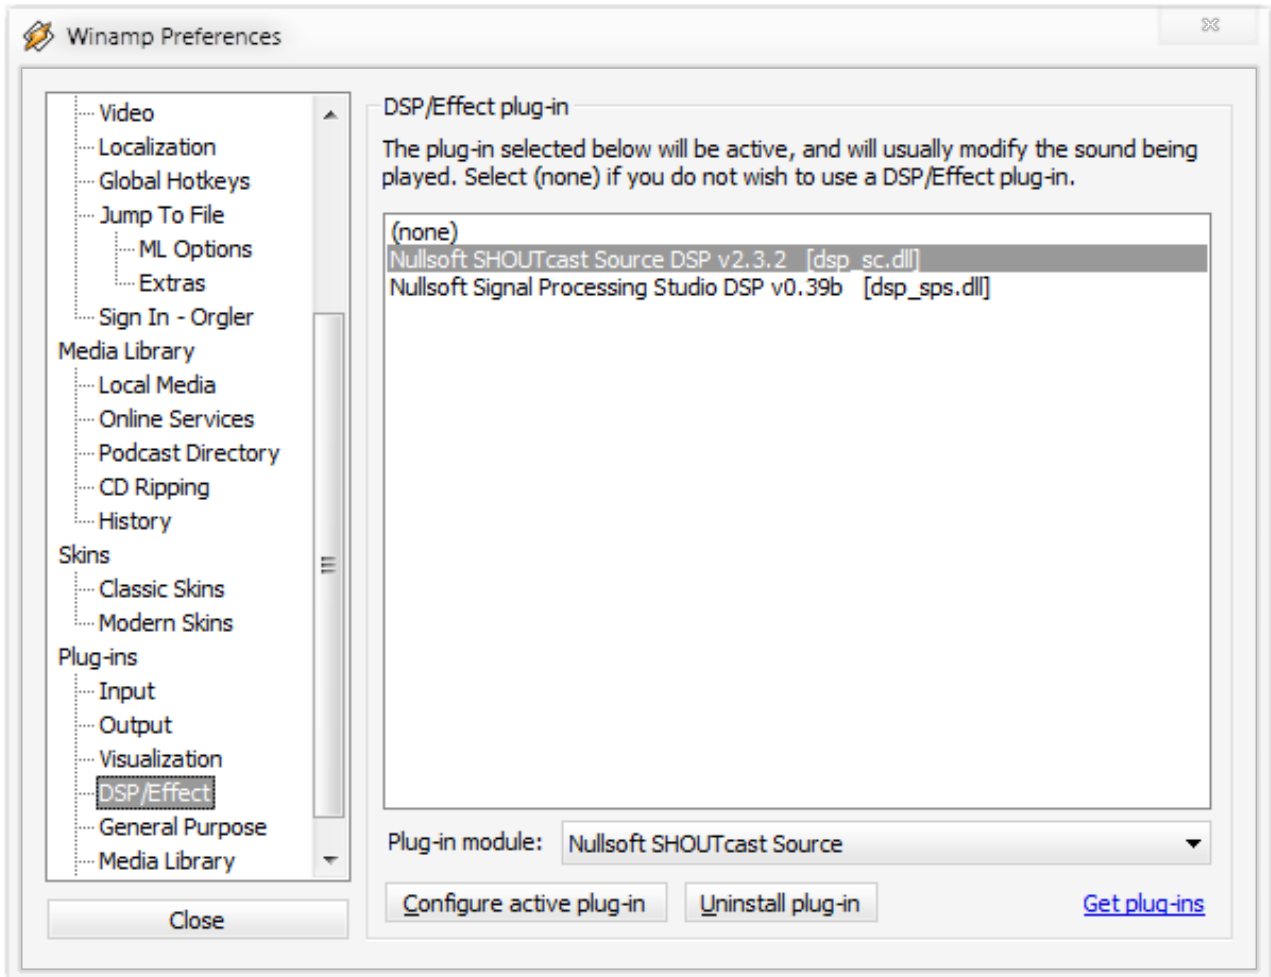 Winamp Preferences
Video
Localization
Global Hotkeys
Jump To File
ML Options
Extras
Sign In - Orgler
Media Library
Local Media
Online Services
Podcast Directory
CD Ripping
History
Skins
Classic Skins
Modern Skins
Plug-ins
Input
Output
Visualization
DSP/Effect
General Purpose
Media Library
Close
DSP/Effect plug-in
The plug-in selected below will be active, and will usually modify the sound being
played. Select (none) if you do not wish to use a DSP/Effect plug-in.
(none)
Nullsoft SHOUTcast Source DSP v2.3.2 [dsp_sc.dll]
Nullsoft Signal Processing Studio DSP v0.39b [dsp_sps.dll]
Plug-in module: Nullsoft SHOUTcast Source
Configure active plug-in Uninstall plug-in Get plug-ins